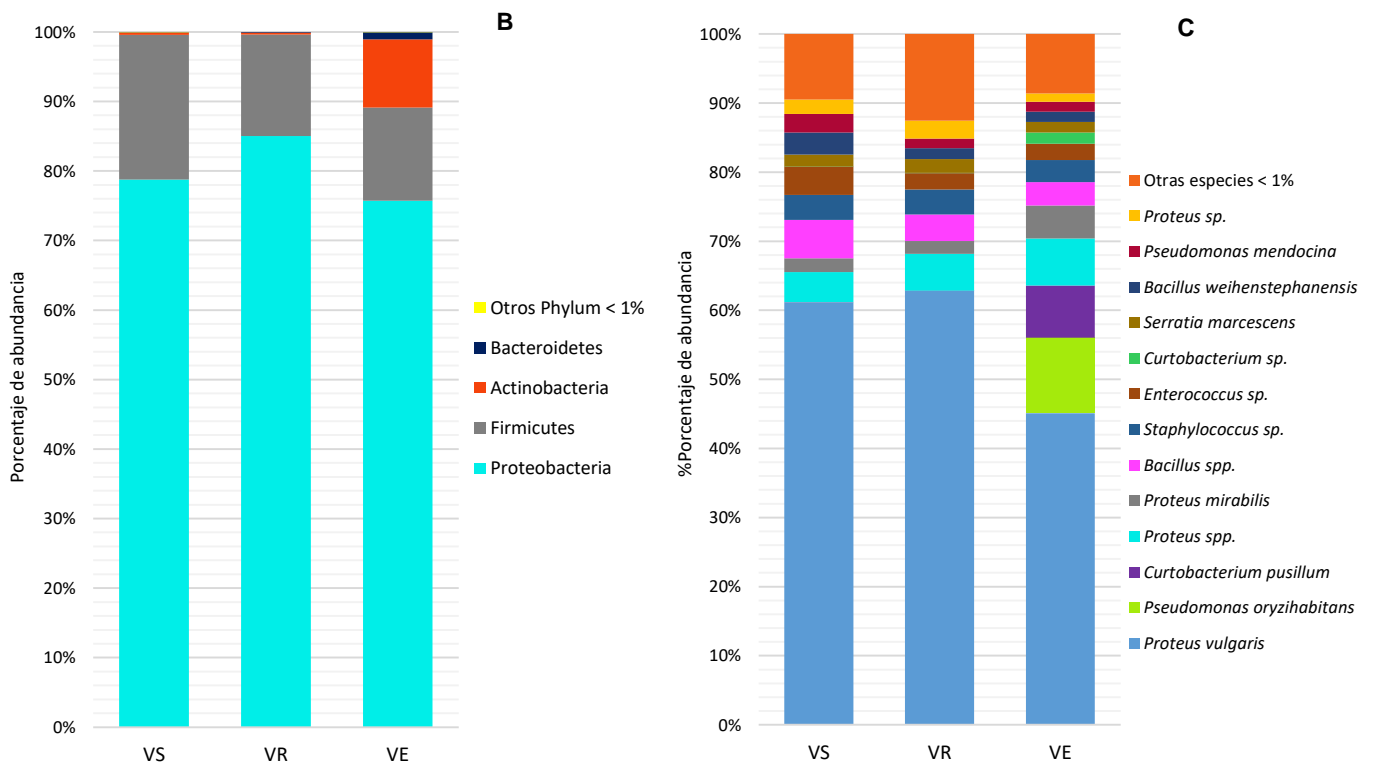 B
Porcentaje de abundancia
100%
90%
80%
70%
60%
50%
40%
30%
20%
10%
0%
VS VR VE
Otros Phylum < 1%
Bacteroidetes
Actinobacteria
Firmicutes
Proteobacteria
C
%Porcentaje de abundancia
100%
90%
80%
70%
60%
50%
40%
30%
20%
10%
0%
VS VR VE
Otras especies < 1%
Proteus sp.
Pseudomonas mendocina
Bacillus weihenstephanensis
Serratia marcescens
Curtobacterium sp.
Enterococcus sp.
Staphylococcus sp.
Bacillus spp.
Proteus mirabilis
Proteus spp.
Curtobacterium pusillum
Pseudomonas oryzihabitans
Proteus vulgaris